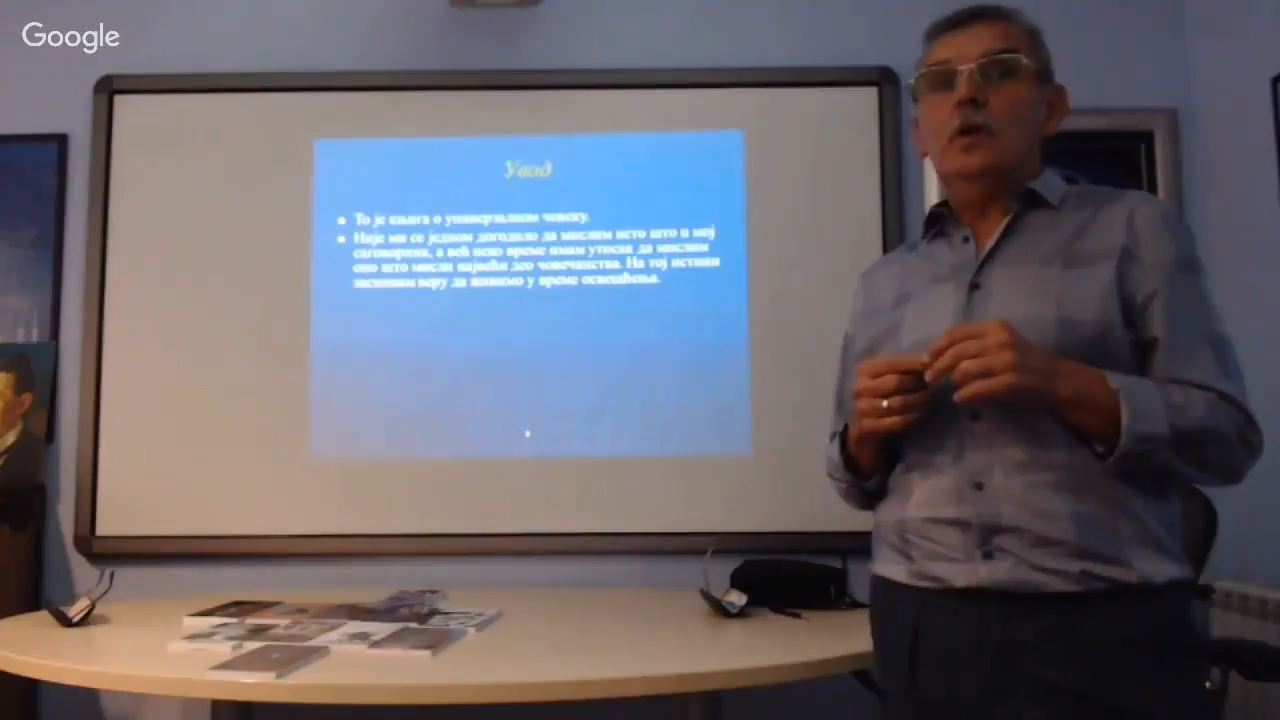 Google
Увод
То је књига о универзалном човеку.
Није ми се једном догодило да мислим исто што и мој
саговорник, а већ неко време имам утисак да мислим
оно што мисли највећи део човечанства. На тој истини
заснивам веру да живимо у време освешћења.